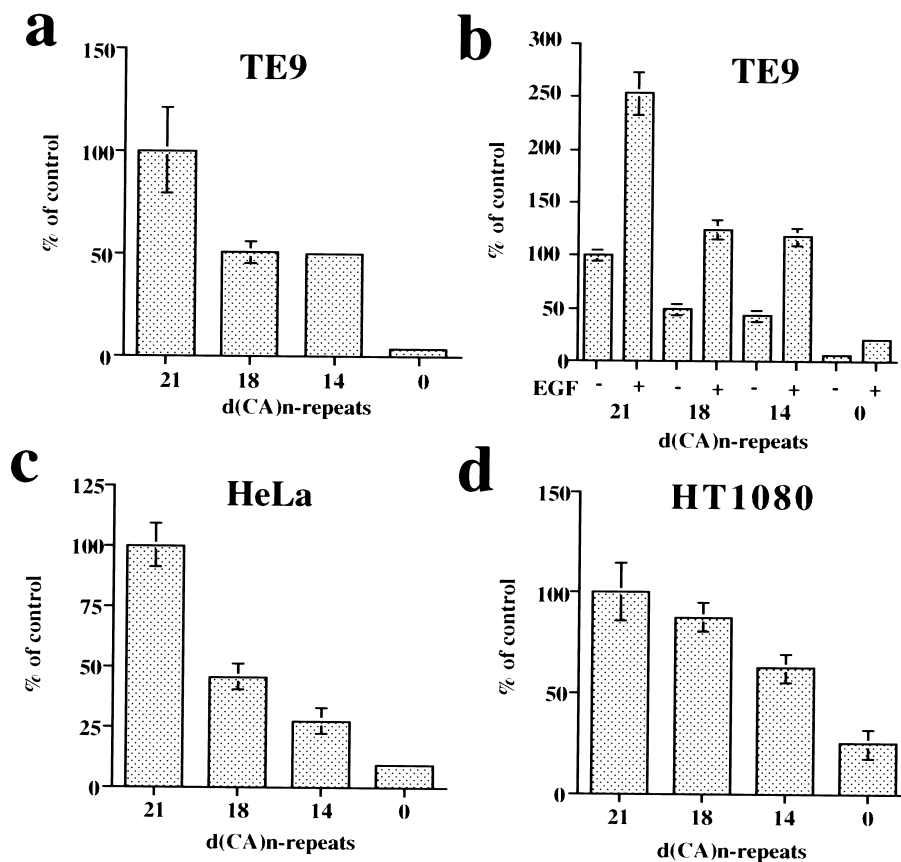 a
TE9
150
100
50
0
% of control
21 18 14 0
d(CA)n-repeats
b
TE9
300
250
200
150
100
50
0
% of control
EGF - + - + - + - +
21 18 14 0
d(CA)n-repeats
c
HeLa
125
100
75
50
25
0
% of control
21 18 14 0
d(CA)n-repeats
d
HT1080
150
100
50
0
% of control
21 18 14 0
d(CA)n-repeats